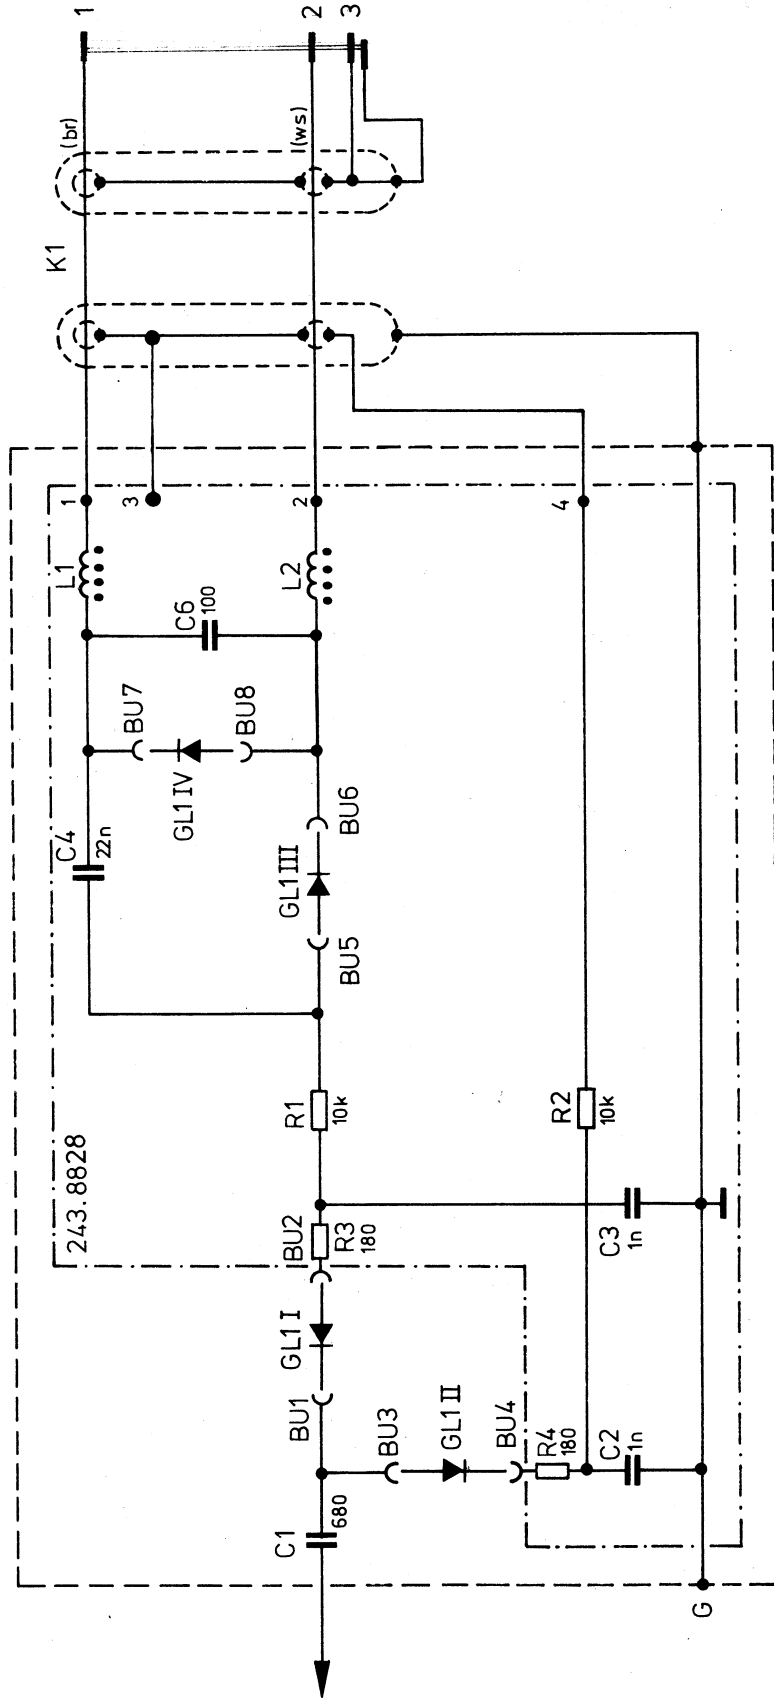 1
2
3
(br)
(ws)
K1
1
3
2
4
L1
L2
C6
100
BU7
BU8
GL1 IV
C4
22n
BU6
GL1 III
BU5
R1
10k
R2
10k
243.8828
BU2
R3
180
C3
1n
GL1 I
BU1
BU3
GL1 II
BU4
R4
180
C2
1n
C1
680
G